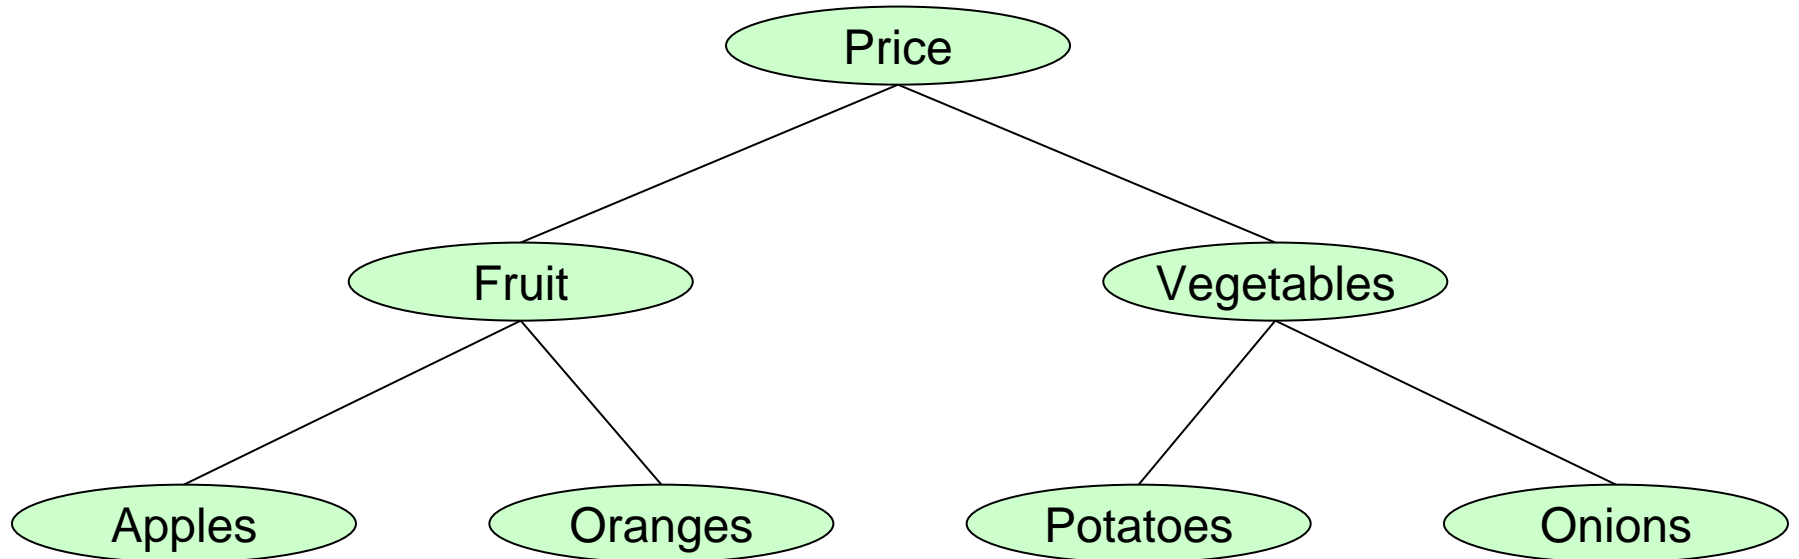 Price
Fruit
Vegetables
Apples
Oranges
Potatoes
Onions